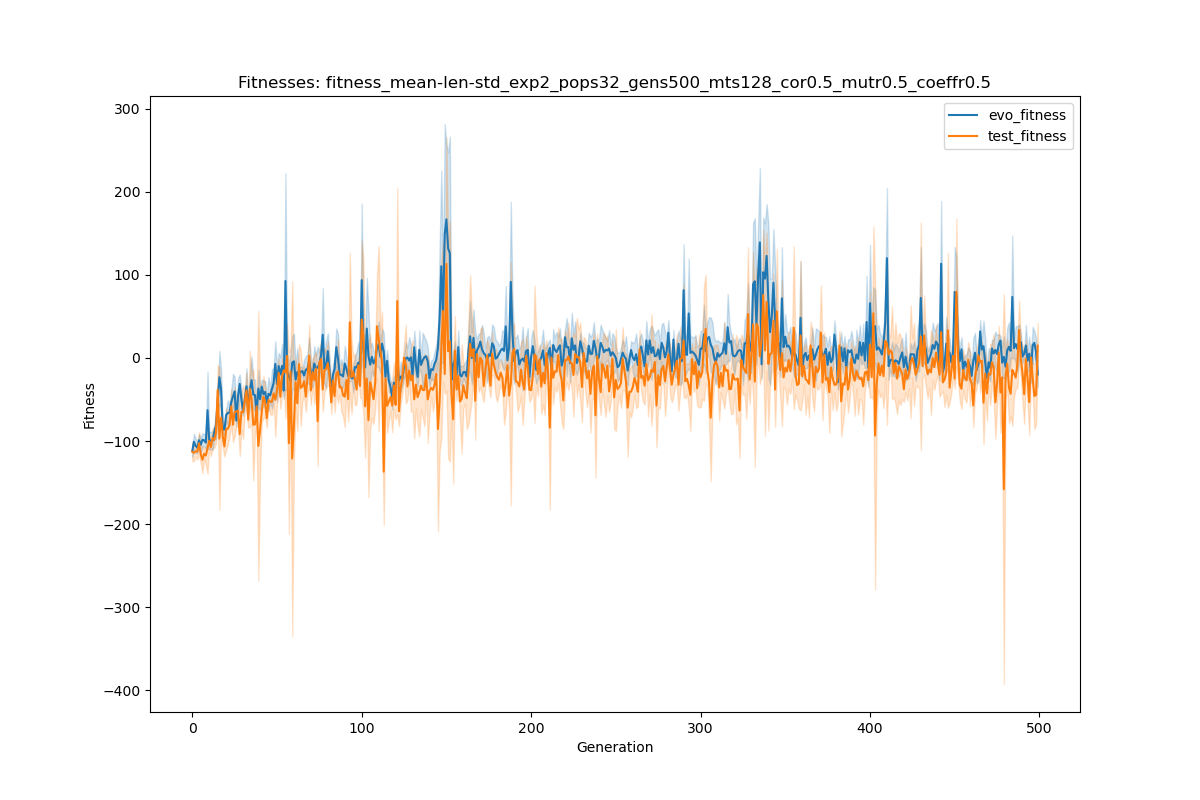 Fitnesses: fitness_mean-len-std_exp2_pops32_gens500_mts128_cor0.5_mutr0.5_coeffr0.5
evo_fitness
test_fitness
300
200
100
0
−100
−200
−300
−400
Fitness
0
100
200
300
400
500
Generation